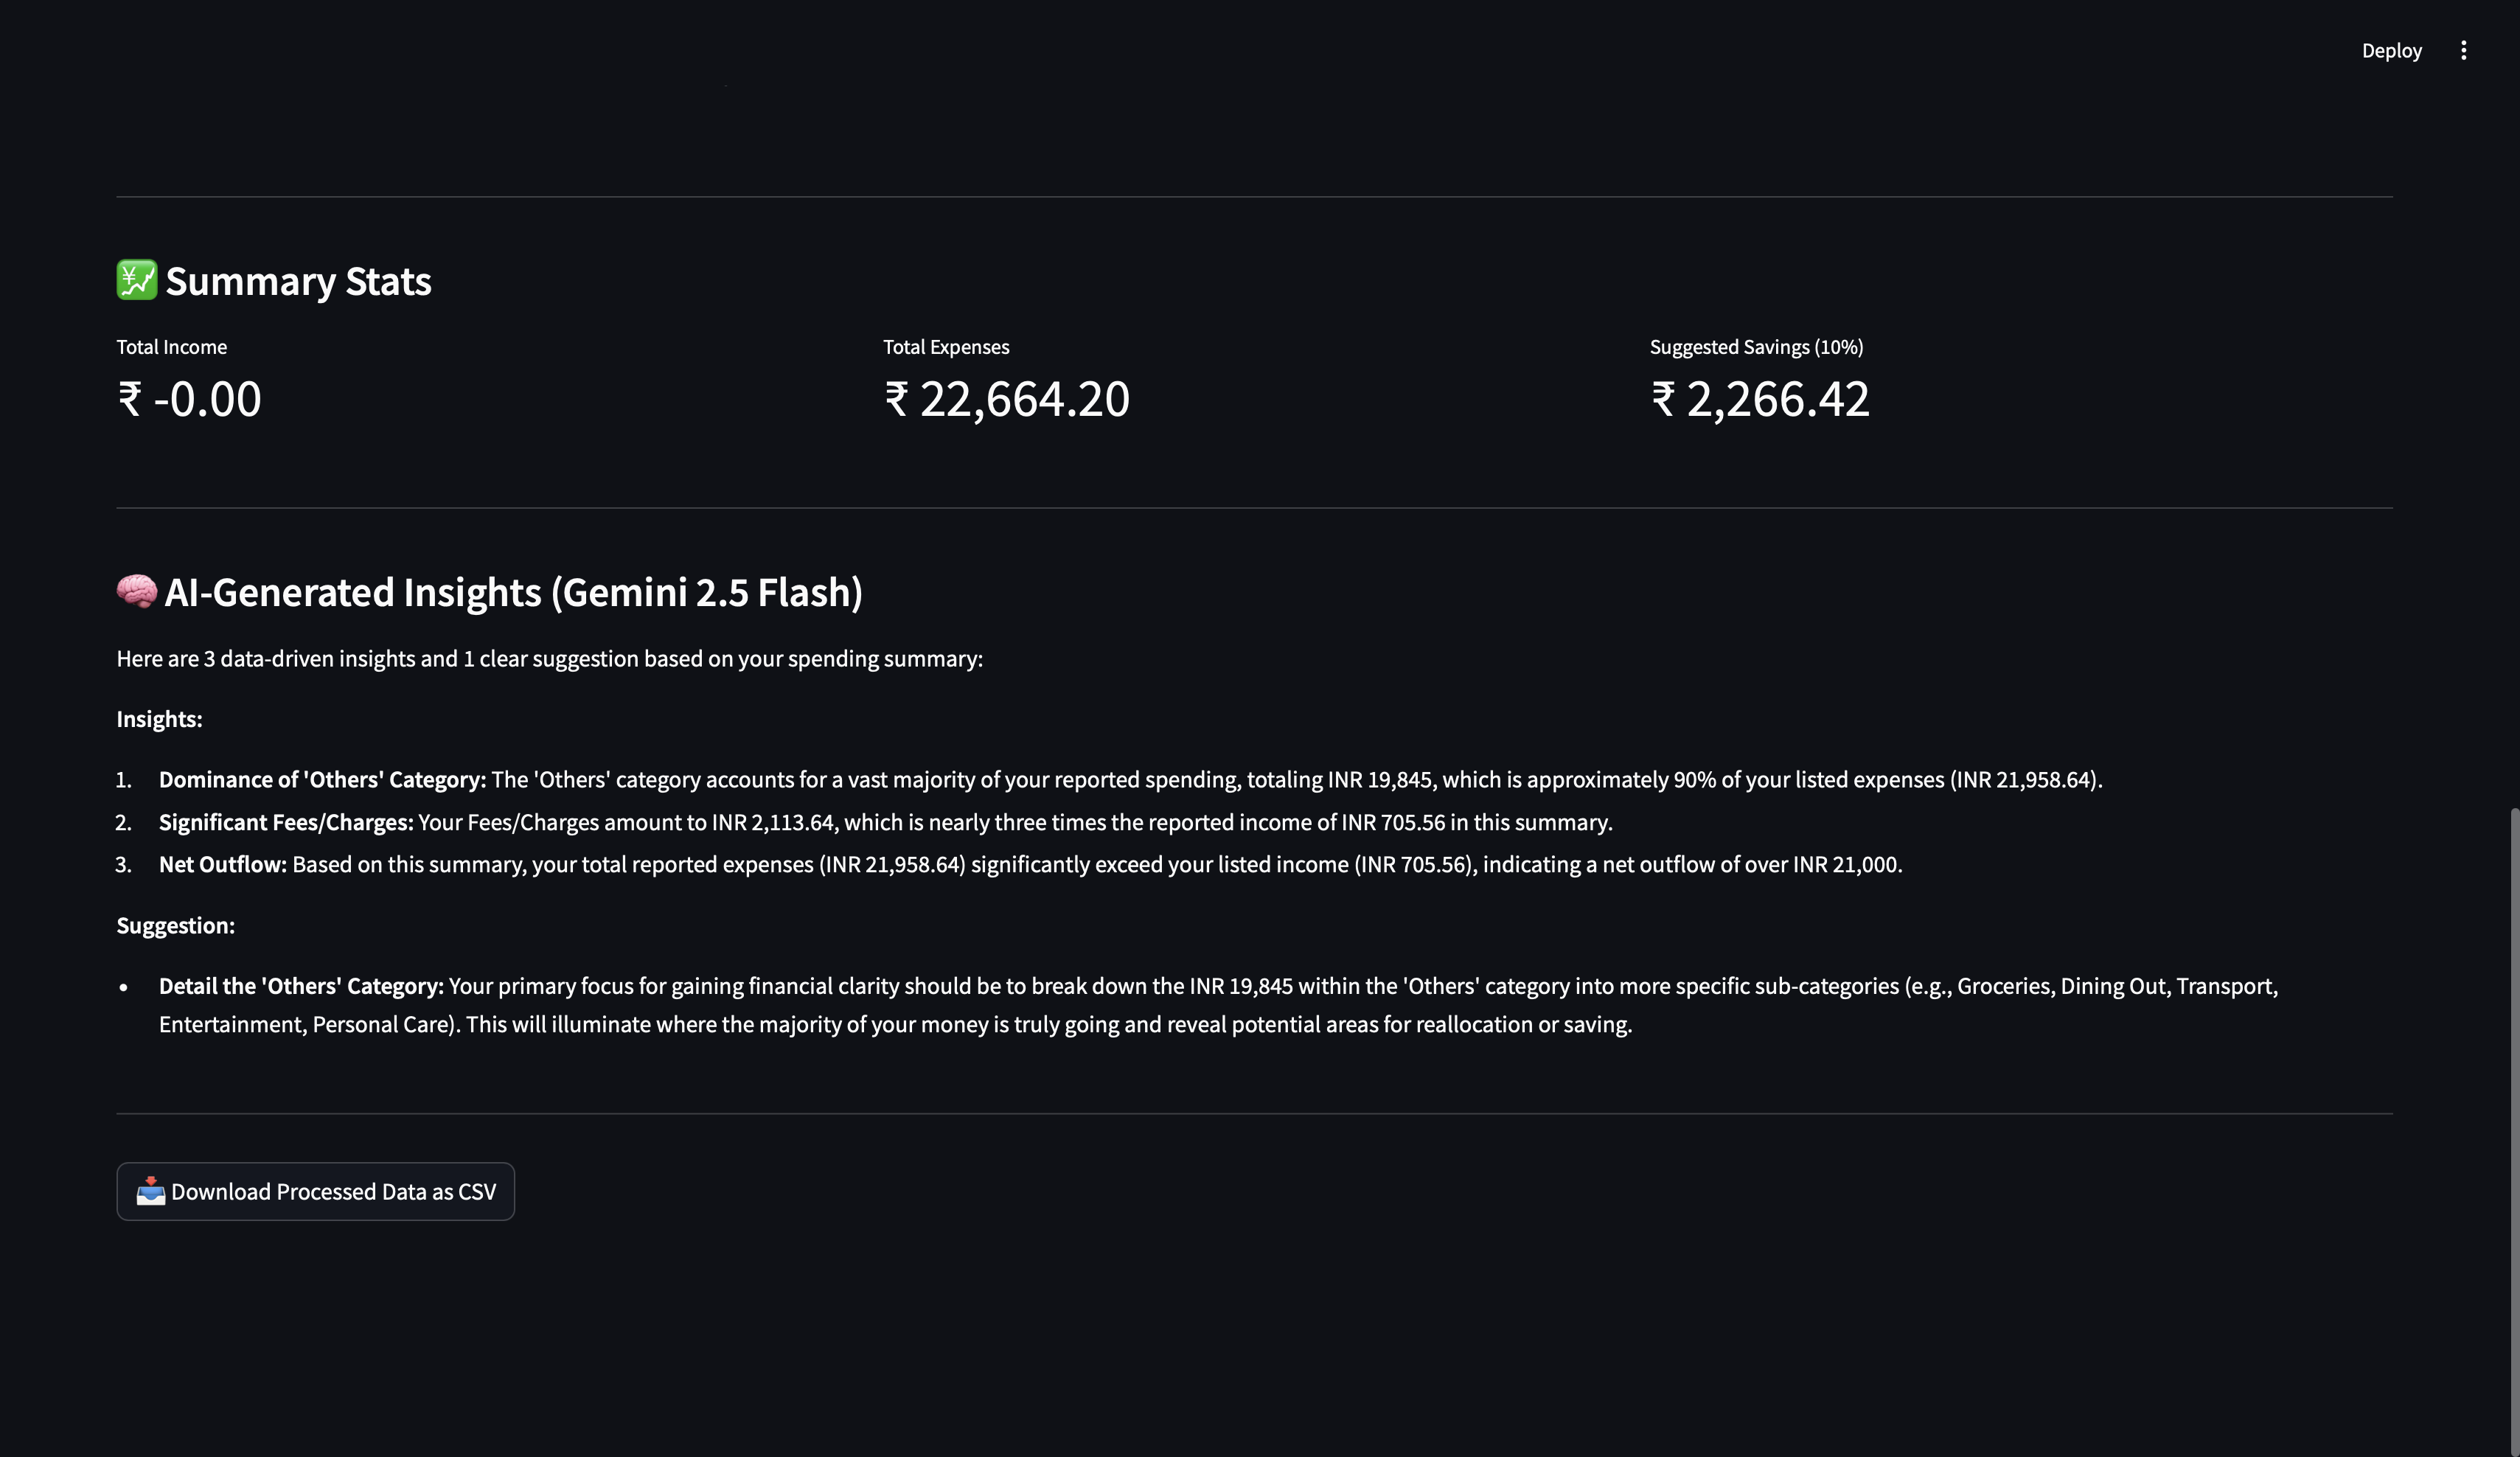 Deploy
Summary Stats
Total Income
₹ -0.00
Total Expenses
₹ 22,664.20
Suggested Savings (10%)
₹ 2,266.42
AI-Generated Insights (Gemini 2.5 Flash)
Here are 3 data-driven insights and 1 clear suggestion based on your spending summary:
Insights:
1. Dominance of 'Others' Category: The 'Others' category accounts for a vast majority of your reported spending, totaling INR 19,845, which is approximately 90% of your listed expenses (INR 21,958.64).
2. Significant Fees/Charges: Your Fees/Charges amount to INR 2,113.64, which is nearly three times the reported income of INR 705.56 in this summary.
3. Net Outflow: Based on this summary, your total reported expenses (INR 21,958.64) significantly exceed your listed income (INR 705.56), indicating a net outflow of over INR 21,000.
Suggestion:
• Detail the 'Others' Category: Your primary focus for gaining financial clarity should be to break down the INR 19,845 within the 'Others' category into more specific sub-categories (e.g., Groceries, Dining Out, Transport,
Entertainment, Personal Care). This will illuminate where the majority of your money is truly going and reveal potential areas for reallocation or saving.
Download Processed Data as CSV